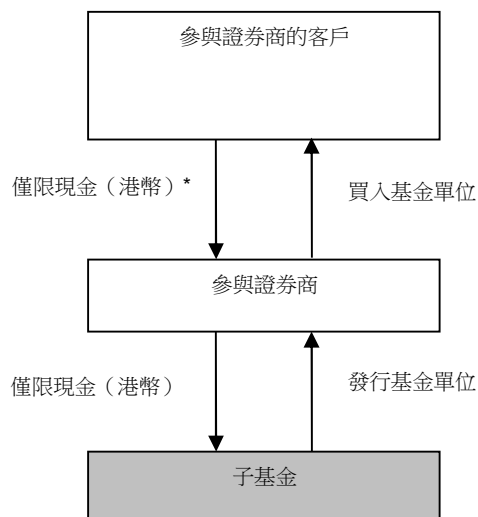 參與證券商的客戶
僅限現金（港幣）*
買入基金單位
參與證券商
僅限現金（港幣）
發行基金單位
子基金